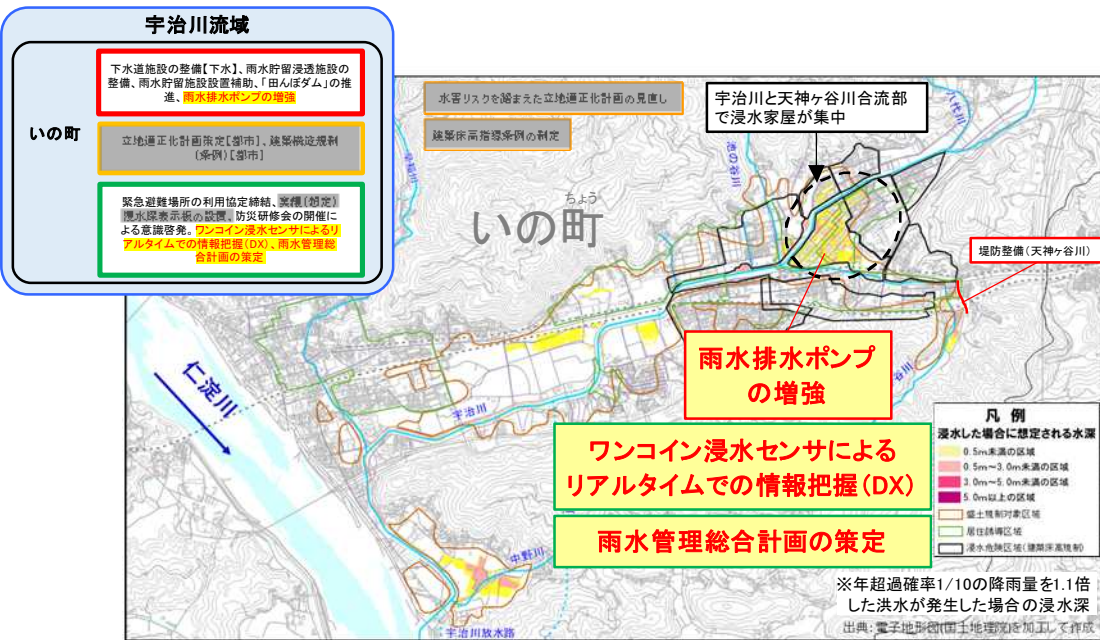 宇治川流域
いの町
下水道施設の整備【下水】、雨水貯留浸透施設の
整備、雨水貯留施設設置補助、「田んぼダム」の推
進、雨水排水ポンプの増強
立地適正化計画策定【都市】、建築構造規制
(条例)【都市】
緊急避難場所の利用協定締結、実績(想定)
浸水深表示板の設置、防災研修会の開催に
よる意識啓発。ワンコイン浸水センサによるリ
アルタイムでの情報把握(DX)、雨水管理総
合計画の策定
水害リスクを踏まえた立地適正化計画の見直し
建築床高指導条例の制定
宇治川と天神ヶ谷川合流部
で浸水家屋が集中
八代川
池の谷川
早稲川
ちょう
いの町
堤防整備(天神ヶ谷川)
雨水排水ポンプ
の増強
谷川
仁淀川
宇治川
ワンコイン浸水センサによる
リアルタイムでの情報把握(DX)
雨水管理総合計画の策定
中野川
宇治川放水路
凡 例
浸水した場合に想定される水深
0.5m未満の区域
0.5m~3.0m未満の区域
3.0m~5.0m未満の区域
5.0m以上の区域
盛土規制対象区域
居住誘導区域
浸水危険区域(建築床高規制)
※年超過確率1/10の降雨量を1.1倍
した洪水が発生した場合の浸水深
出典:電子地形図(国土地理院)を加工して作成